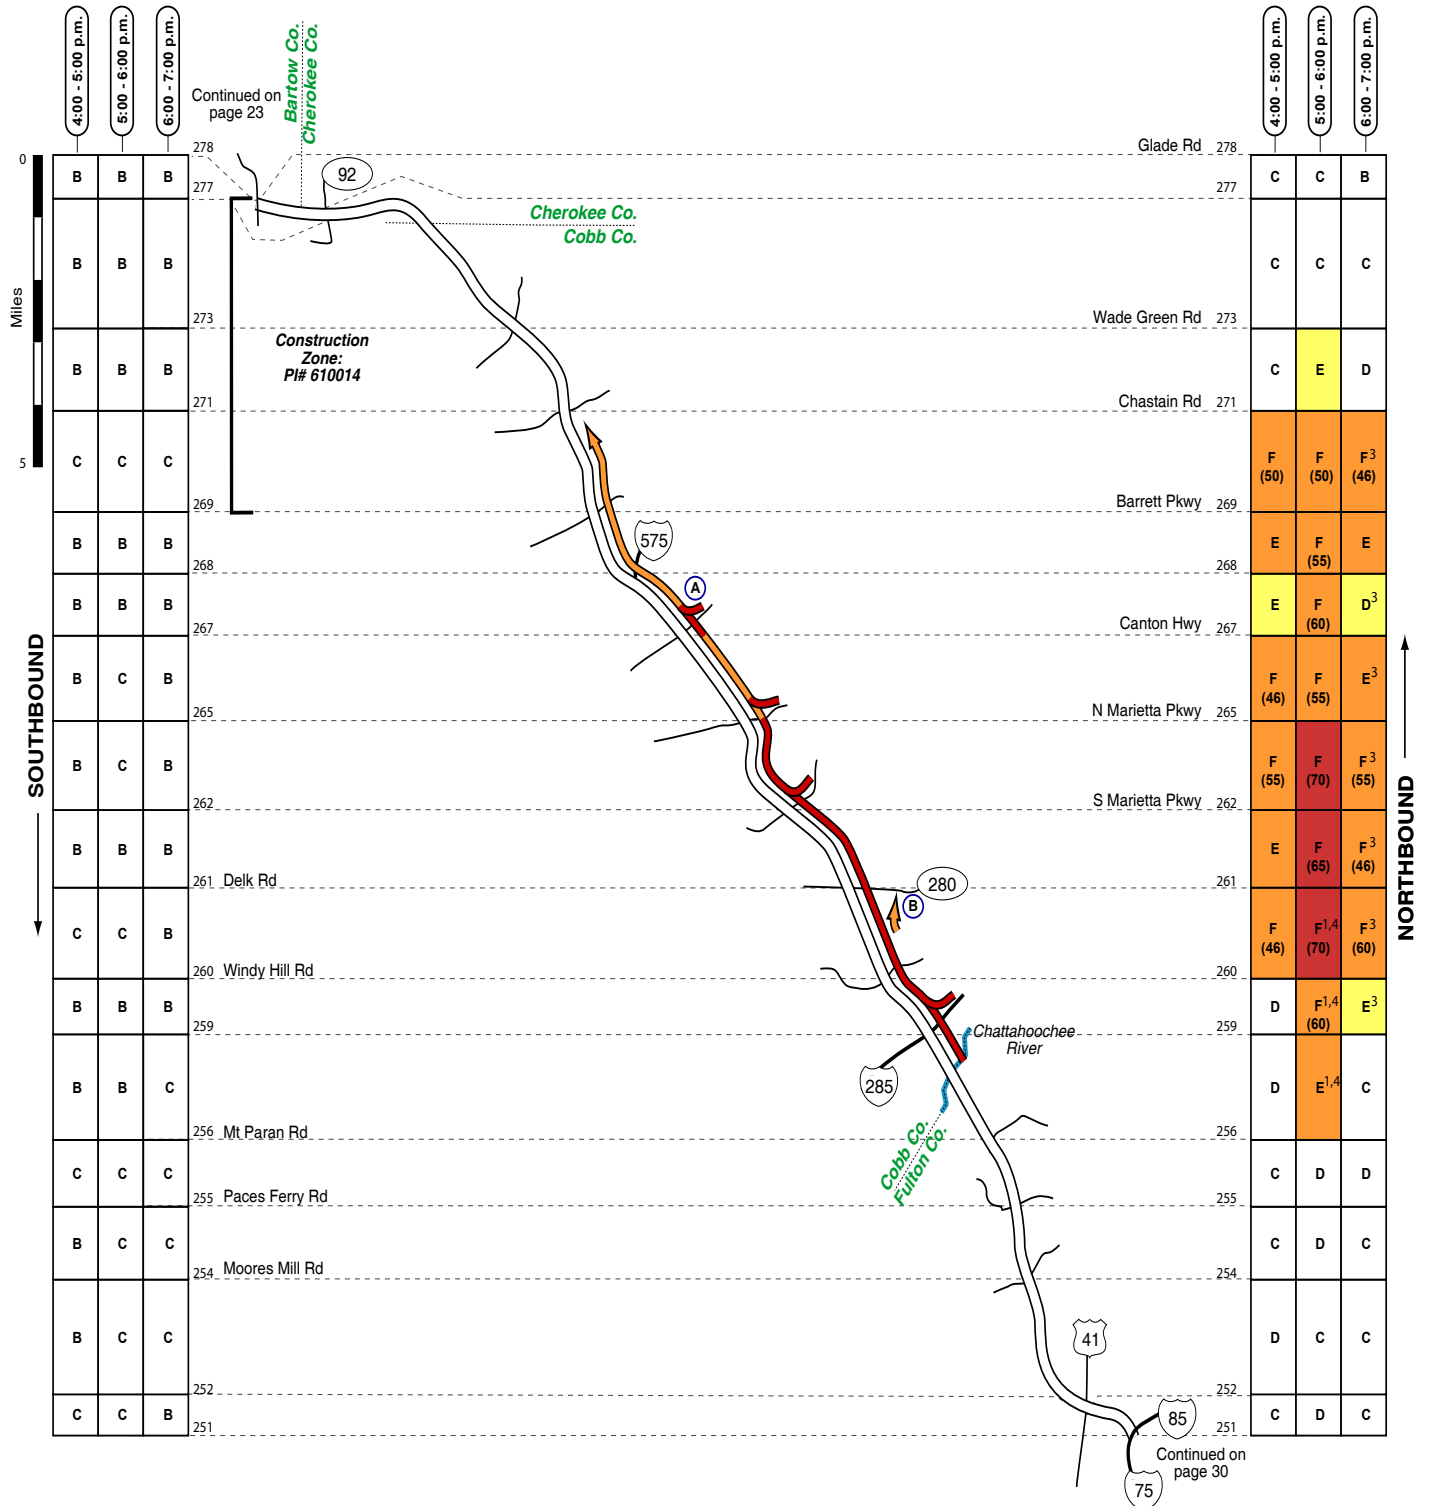 4:00 - 5:00 p.m.
5:00 - 6:00 p.m.
6:00 - 7:00 p.m.
Bartow Co.
Cherokee Co.
4:00 - 5:00 p.m.
5:00 - 6:00 p.m.
6:00 - 7:00 p.m.
Continued on
page 23
0
5
Miles
278
Glade Rd 278
B B B
C C B
277
277
92
Cherokee Co.
Cobb Co.
B B B
C C C
273
Wade Green Rd 273
Construction
Zone:
PI# 610014
B B B
C E D
271
Chastain Rd 271
C C C
F (50) F (50) F3 (46)
269
Barrett Pkwy 269
575
B B B
E F (55) E
268
268
A
B B B
E F (60) D3
267
Canton Hwy 267
B C B
F (46) F (55) E3
265
N Marietta Pkwy 265
B C B
F (55) F (70) F3 (55)
262
S Marietta Pkwy 262
B B B
E F (65) F3 (46)
261 Delk Rd
261
280
B
C C B
F (46) F1,4 (70) F3 (60)
260 Windy Hill Rd
260
B B B
D F1,4 (60) E3
259
259
Chattahoochee
River
285
B B C
D E1,4 C
256 Mt Paran Rd
256
Cobb Co.
Fulton Co.
C C C
C D D
255 Paces Ferry Rd
255
B C C
C D C
254 Moores Mill Rd
254
41
B C C
D C C
252
252
C C B
C D C
251
251
85
Continued on
page 30
75
SOUTHBOUND
NORTHBOUND